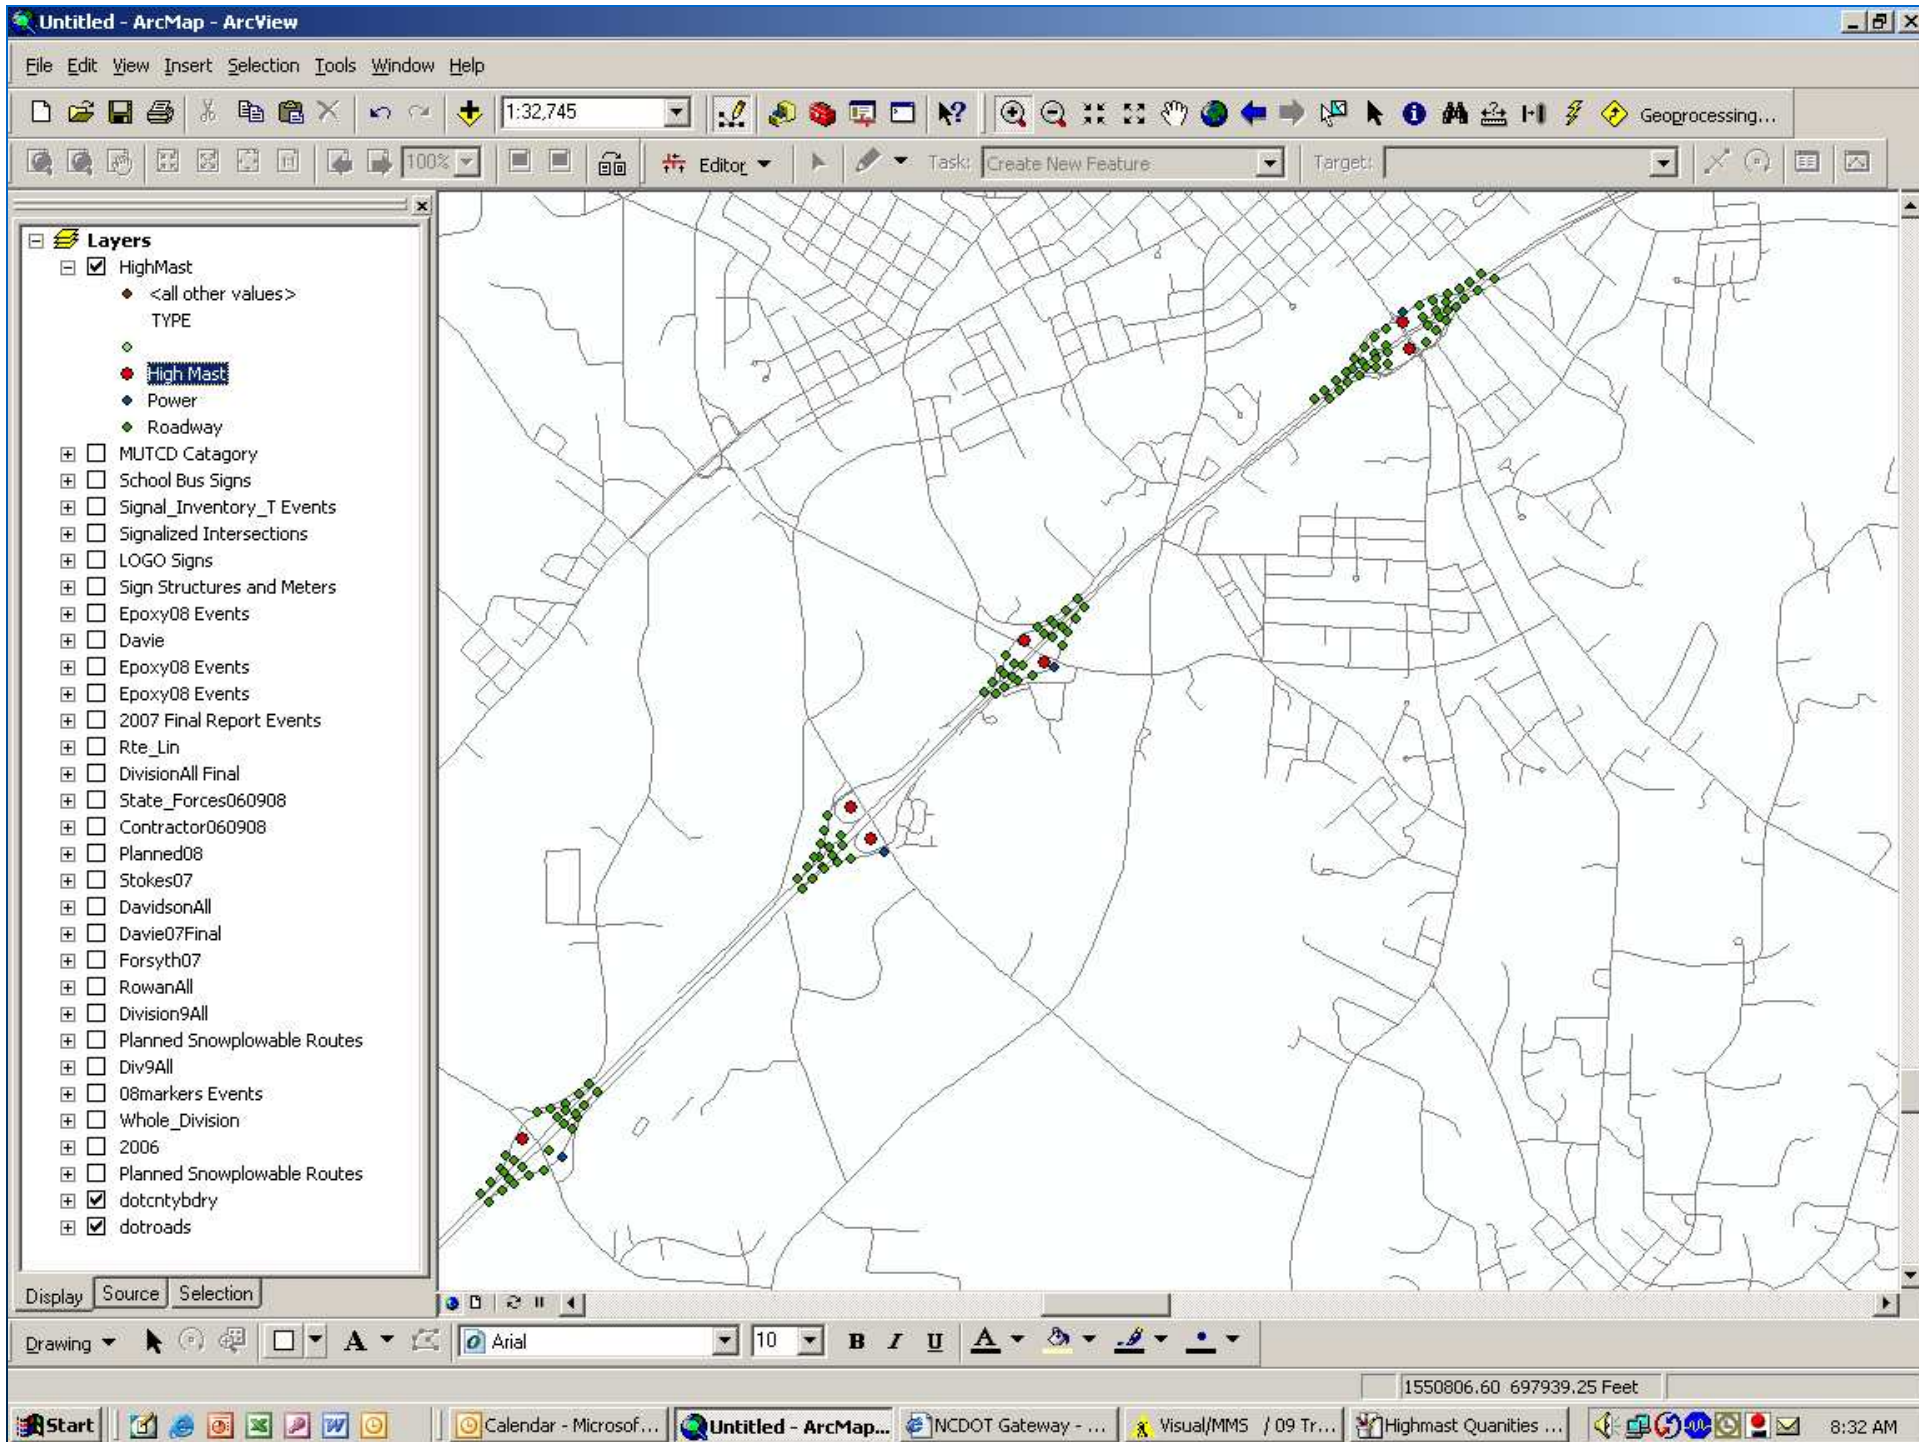 Untitled - ArcMap - ArcView
File Edit View Insert Selection Tools Window Help
1:32,745
Geoprocessing...
100%
Editor
Task: Create New Feature
Target:
Layers
HighMast
<all other values>
TYPE
High Mast
Power
Roadway
MUTCD Catagory
School Bus Signs
Signal_Inventory_T Events
Signalized Intersections
LOGO Signs
Sign Structures and Meters
Epoxy08 Events
Davie
Epoxy08 Events
Epoxy08 Events
2007 Final Report Events
Rte_Lin
DivisionAll Final
State_Forces060908
Contractor060908
Planned08
Stokes07
DavidsonAll
Davie07Final
Forsyth07
RowanAll
Division9All
Planned Snowplowable Routes
Div9All
08markers Events
Whole_Division
2006
Planned Snowplowable Routes
dotcntybdry
dotroads
Display Source Selection
Drawing A Arial 10 B I U A
1550806.60 697939.25 Feet
Start Calendar - Microsof... Untitled - ArcMap... NCDOT Gateway - ... Visual/MMS / 09 Tr... Highmast Quanities ... 8:32 AM